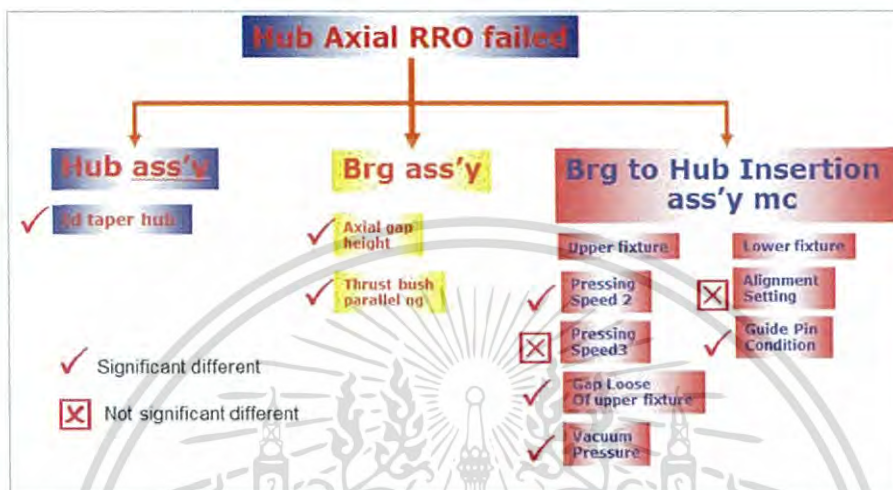 Hub Axial RRO failed
Hub ass'y
Id taper hub
Brg ass'y
Axial gap
height
Thrust bush
parallel ng
Brg to Hub Insertion
ass'y mc
Upper fixture
Pressing
Speed 2
Pressing
Speed3
Gap Loose
Of upper fixture
Vacuum
Pressure
Lower fixture
Alignment
Setting
Guide Pin
Condition
Significant different
Not significant different